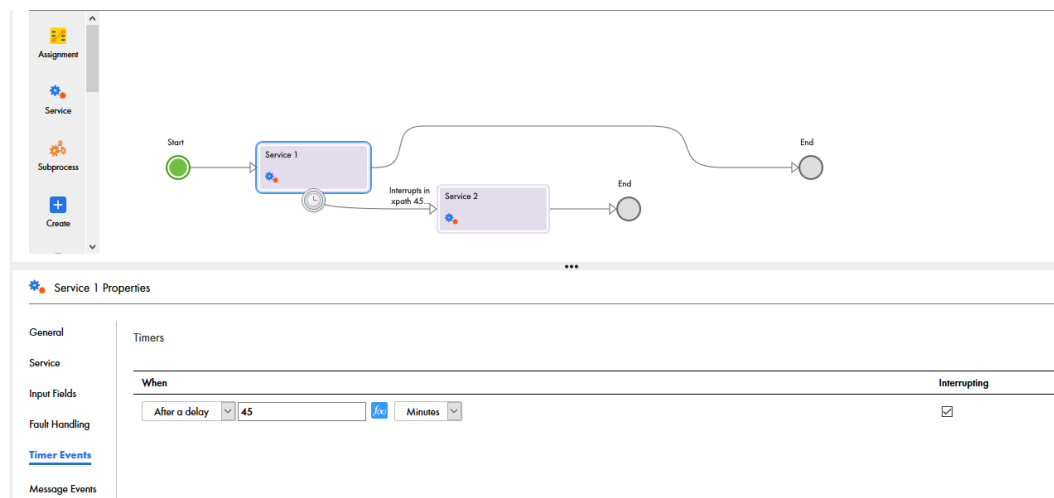 Assignment
Service
Subprocess
Create
Start
Service 1
Interrupts in
xpath 45...
Service 2
End
End
Service 1 Properties
General
Service
Input Fields
Fault Handling
Timer Events
Message Events
Timers
When
Interrupting
After a delay
45
f(x)
Minutes